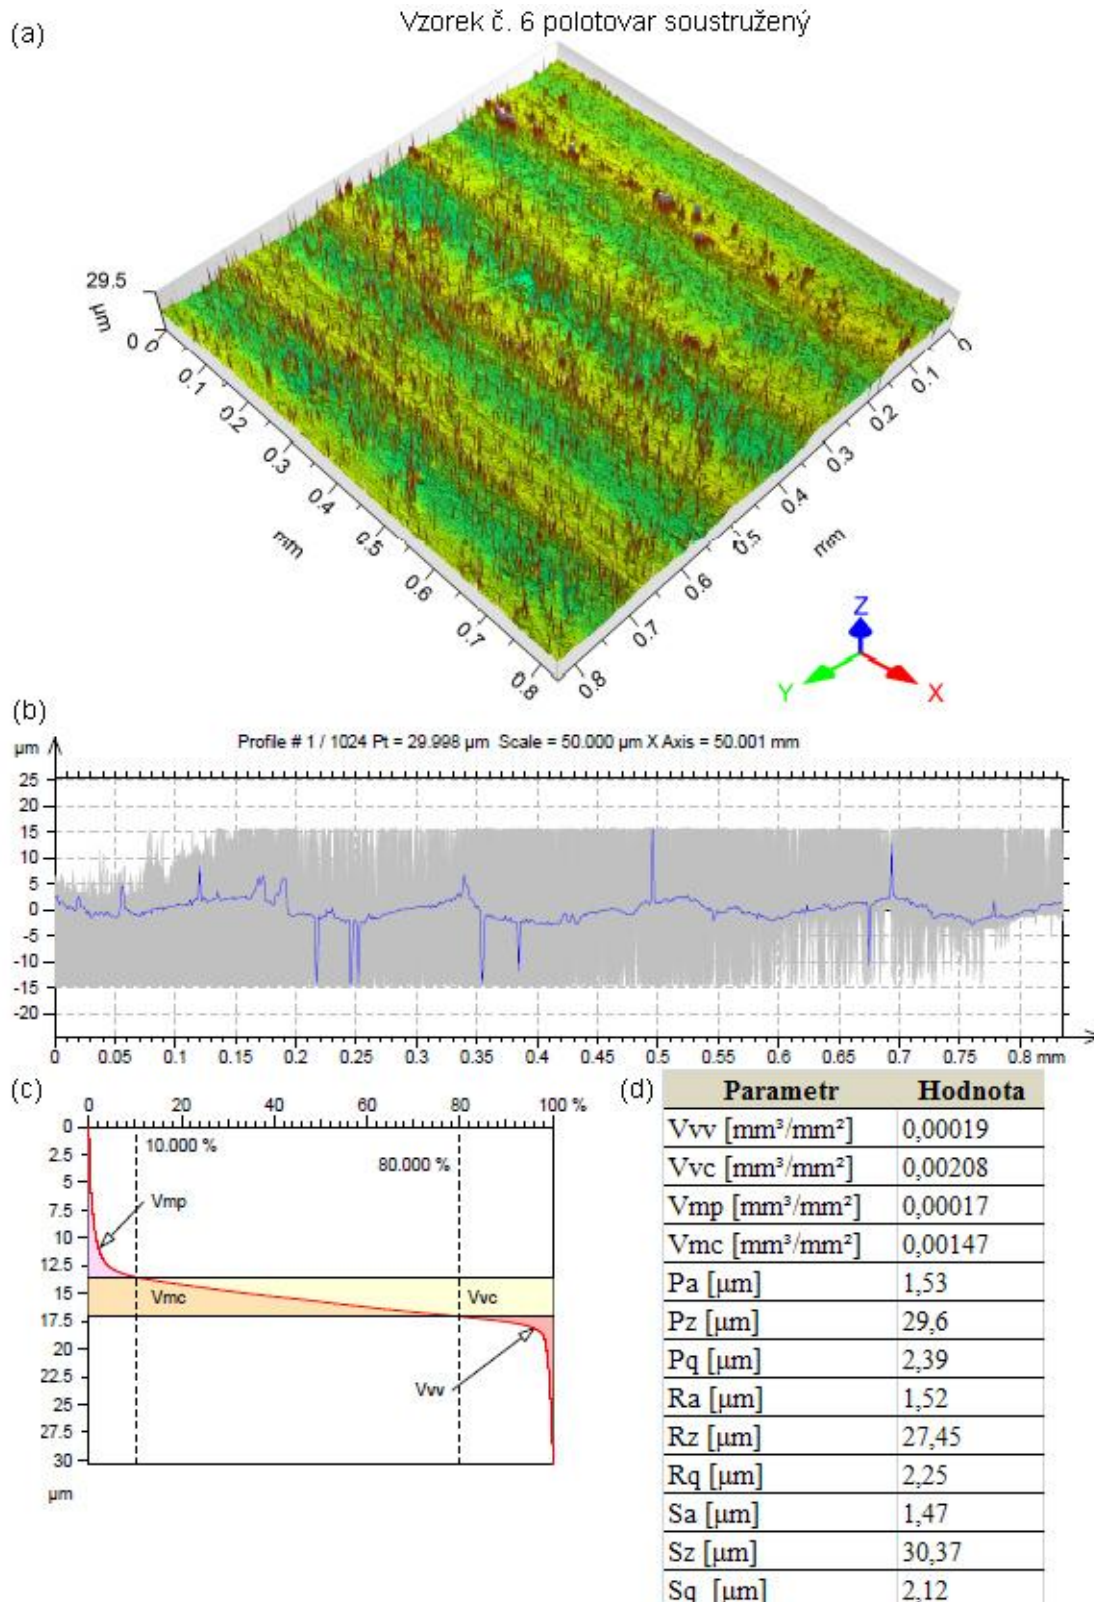 Vzorek č. 6 polotovar soustružený
(a)
29.5
µm
0
0
0.1
0.2
0.3
0.4
0.5
0.6
0.7
0.8
mm
0
0.1
0.2
0.3
0.4
0.5
0.6
0.7
0.8
mm
Z
Y
X
(b)
µm
Profile # 1 / 1024 Pt = 29.998 µm Scale = 50.000 µm X Axis = 50.001 mm
25
20
15
10
5
0
-5
-10
-15
-20
0 0.05 0.1 0.15 0.2 0.25 0.3 0.35 0.4 0.45 0.5 0.55 0.6 0.65 0.7 0.75 0.8 mm
(c)
0 20 40 60 80 100 %
0
2.5
5
7.5
10
12.5
15
17.5
20
22.5
25
27.5
30
µm
10.000 %
80.000 %
Vmp
Vmc
Vvc
Vvv
(d)
Parametr Hodnota
Vvv [mm³/mm²] 0,00019
Vvc [mm³/mm²] 0,00208
Vmp [mm³/mm²] 0,00017
Vmc [mm³/mm²] 0,00147
Pa [µm] 1,53
Pz [µm] 29,6
Pq [µm] 2,39
Ra [µm] 1,52
Rz [µm] 27,45
Rq [µm] 2,25
Sa [µm] 1,47
Sz [µm] 30,37
Sq [µm] 2,12